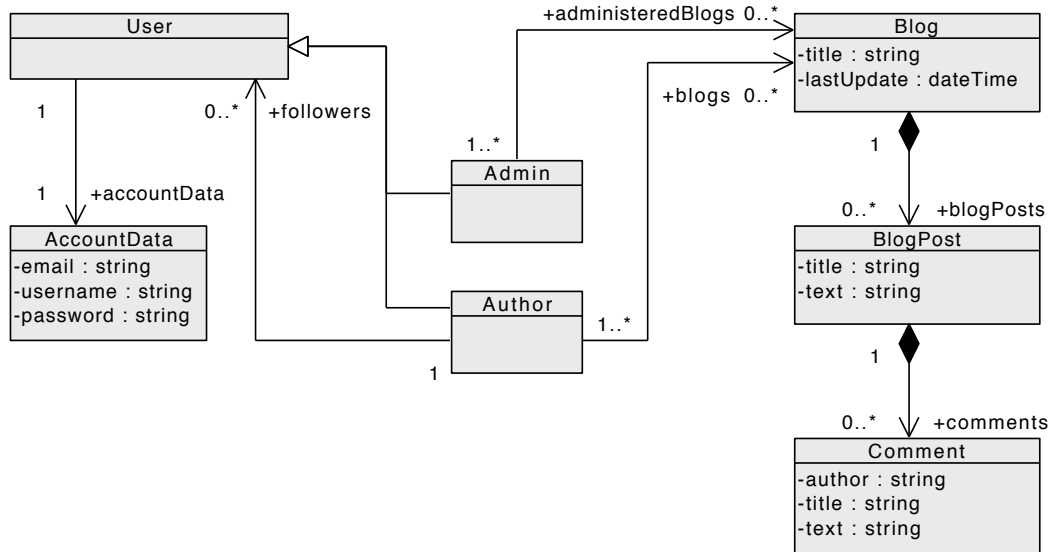 User
+administeredBlogs 0..*
Blog
-title : string
-lastUpdate : dateTime
1
0..*
+followers
+blogs 0..*
1..*
1
Admin
1
+accountData
0..*
+blogPosts
AccountData
-email : string
-username : string
-password : string
BlogPost
-title : string
-text : string
Author
1..*
1
1
0..*
+comments
Comment
-author : string
-title : string
-text : string